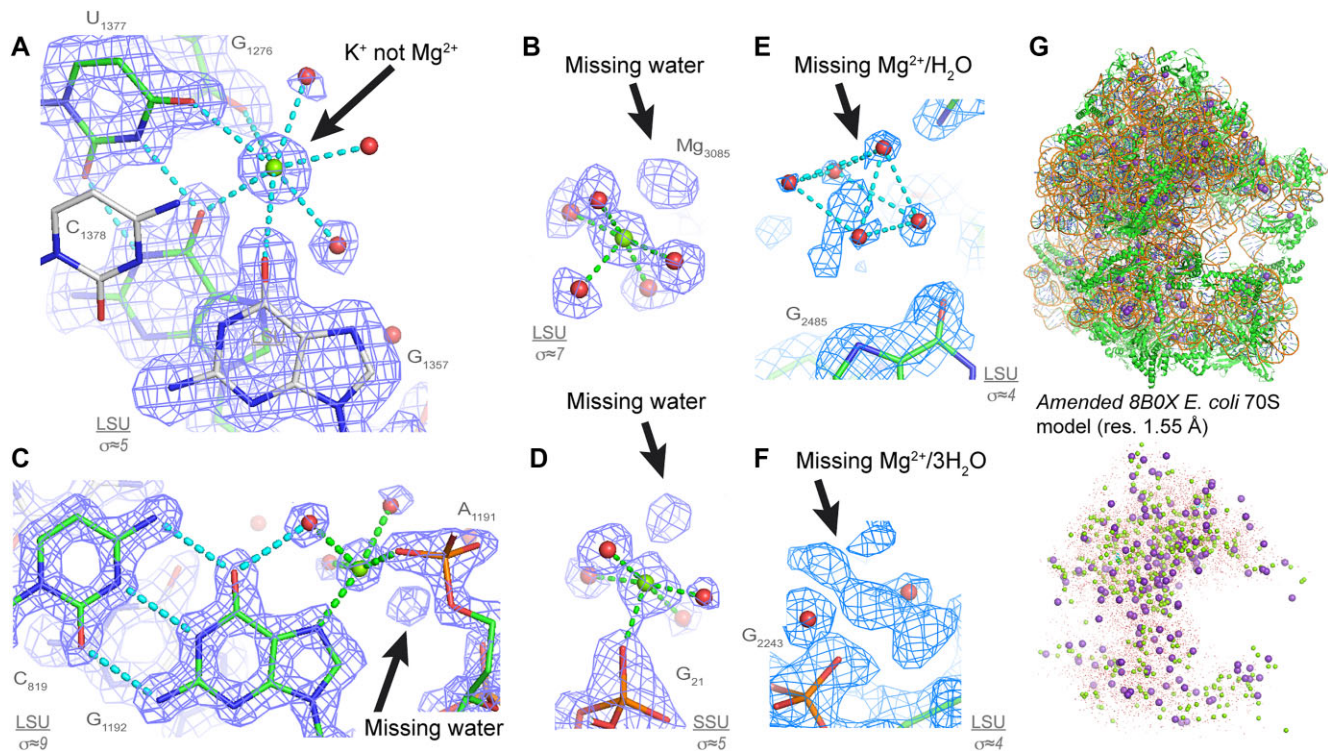 A
U₁₃₇₇
G₁₂₇₆
K⁺ not Mg²⁺
C₁₃₇₈
G₁₃₅₇
LSU
σ≈5
B
Missing water
Mg₃₀₈₅
LSU
σ≈7
C
A₁₁₉₁
C₈₁₉
G₁₁₉₂
LSU
σ≈9
Missing water
D
Missing water
G₂₁
SSU
σ≈5
E
Missing Mg²⁺/H₂O
G₂₄₈₅
LSU
σ≈4
F
Missing Mg²⁺/3H₂O
G₂₂₄₃
LSU
σ≈4
G
Amended 8B0X E. coli 70S
model (res. 1.55 Å)